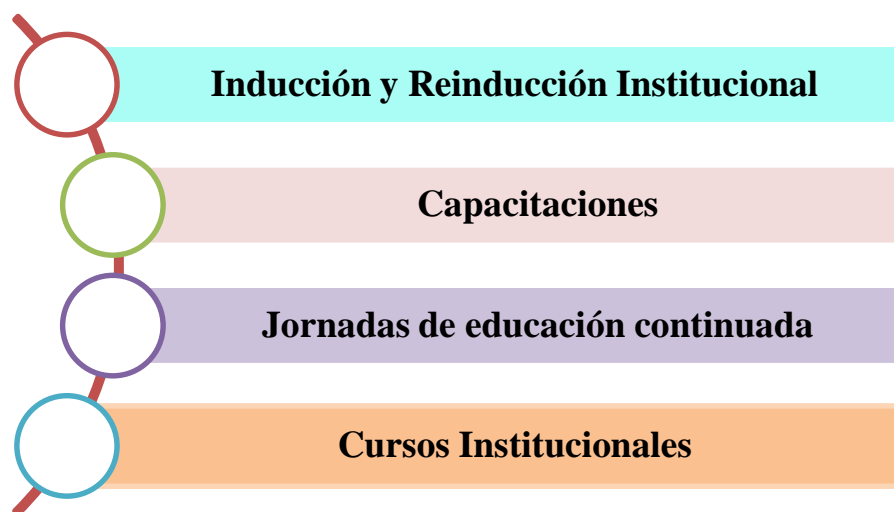 Inducción y Reinducción Institucional
Capacitaciones
Jornadas de educación continuada
Cursos Institucionales